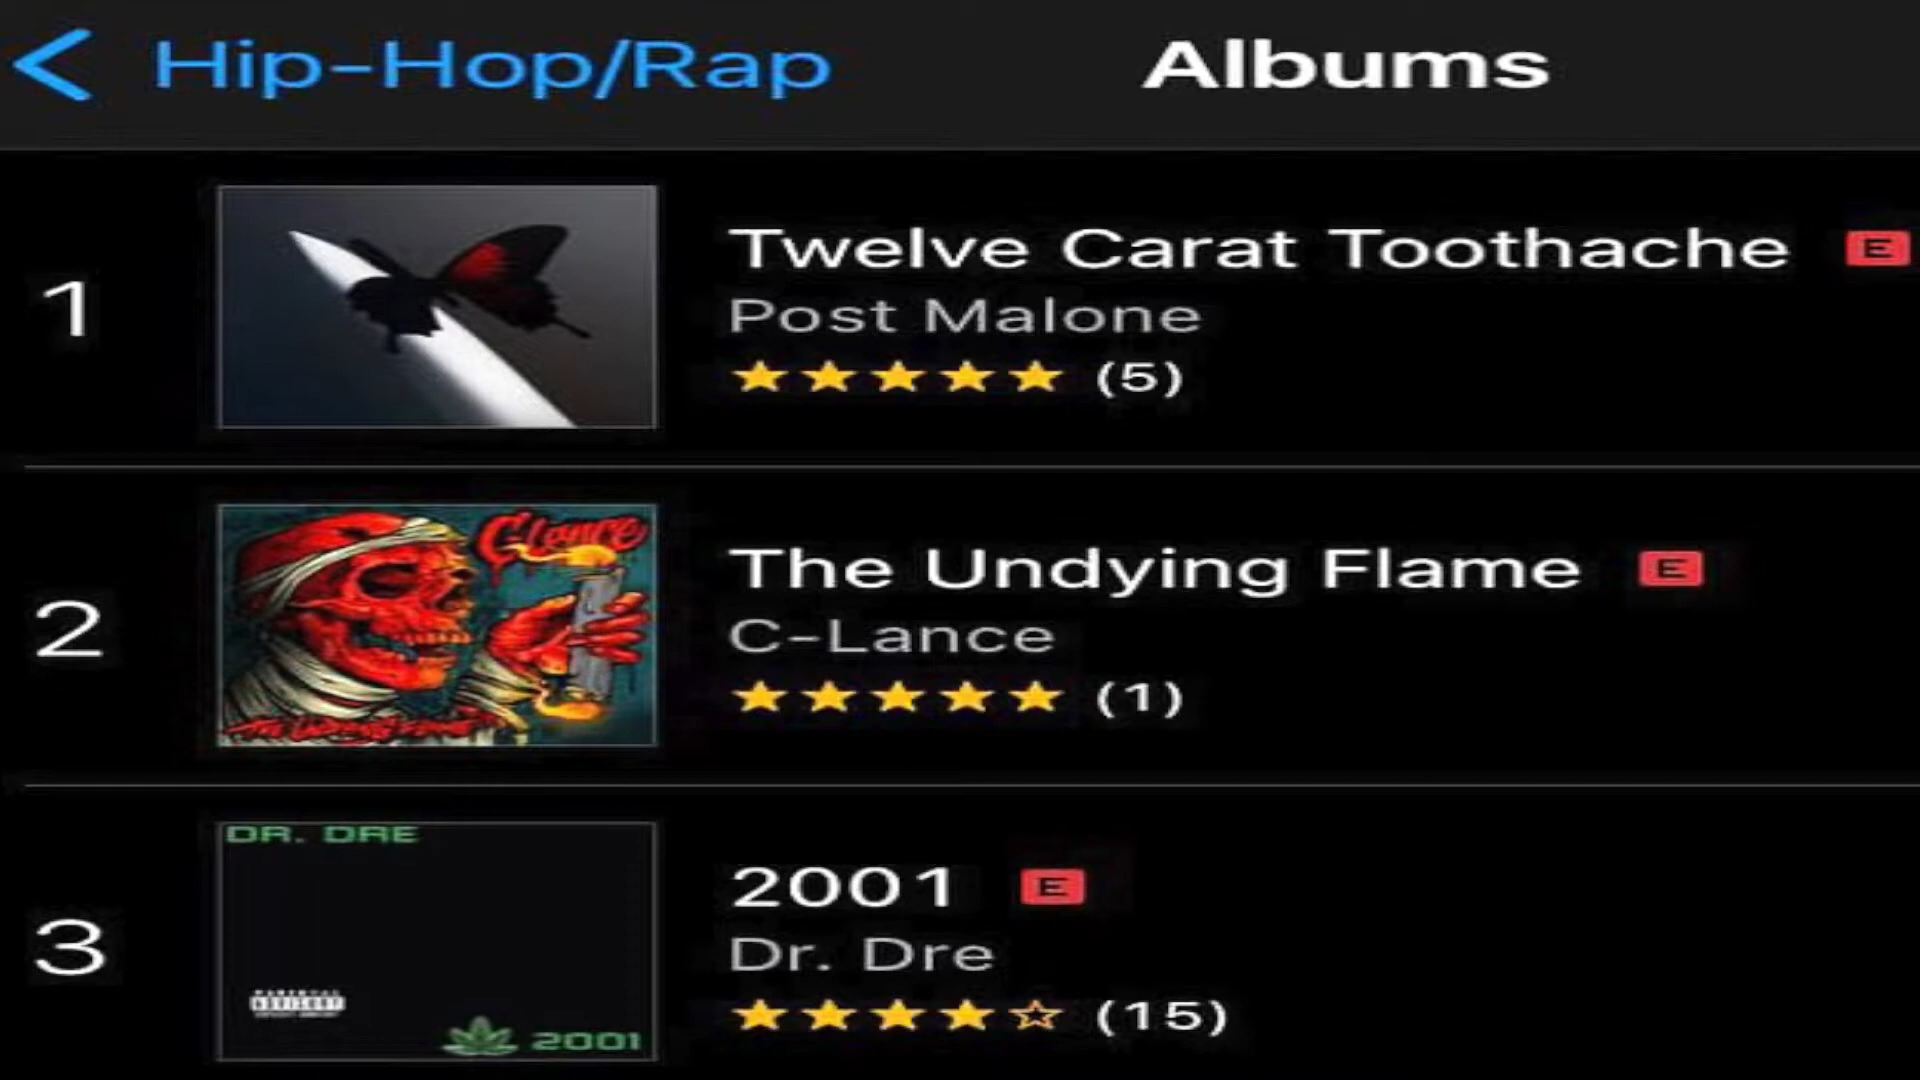 Hip-Hop/Rap
Albums
1
Twelve Carat Toothache E
Post Malone
(5)
2
C-Lance
The Undying Flame E
C-Lance
(1)
3
DR. DRE
ADVISORY
2001
2001 E
Dr. Dre
(15)